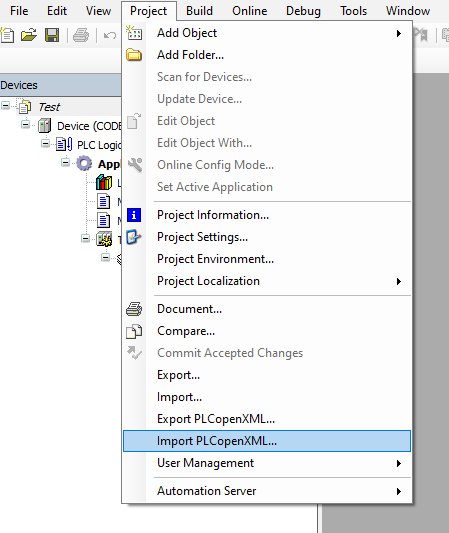 File Edit View Project Build Online Debug Tools Window
Devices
Test
Device (CODE
PLC Logic
Appl
Add Object
Add Folder...
Scan for Devices...
Update Device...
Edit Object
Edit Object With...
Online Config Mode...
Set Active Application
Project Information...
Project Settings...
Project Environment...
Project Localization
Document...
Compare...
Commit Accepted Changes
Export...
Import...
Export PLCopenXML...
Import PLCopenXML...
User Management
Automation Server